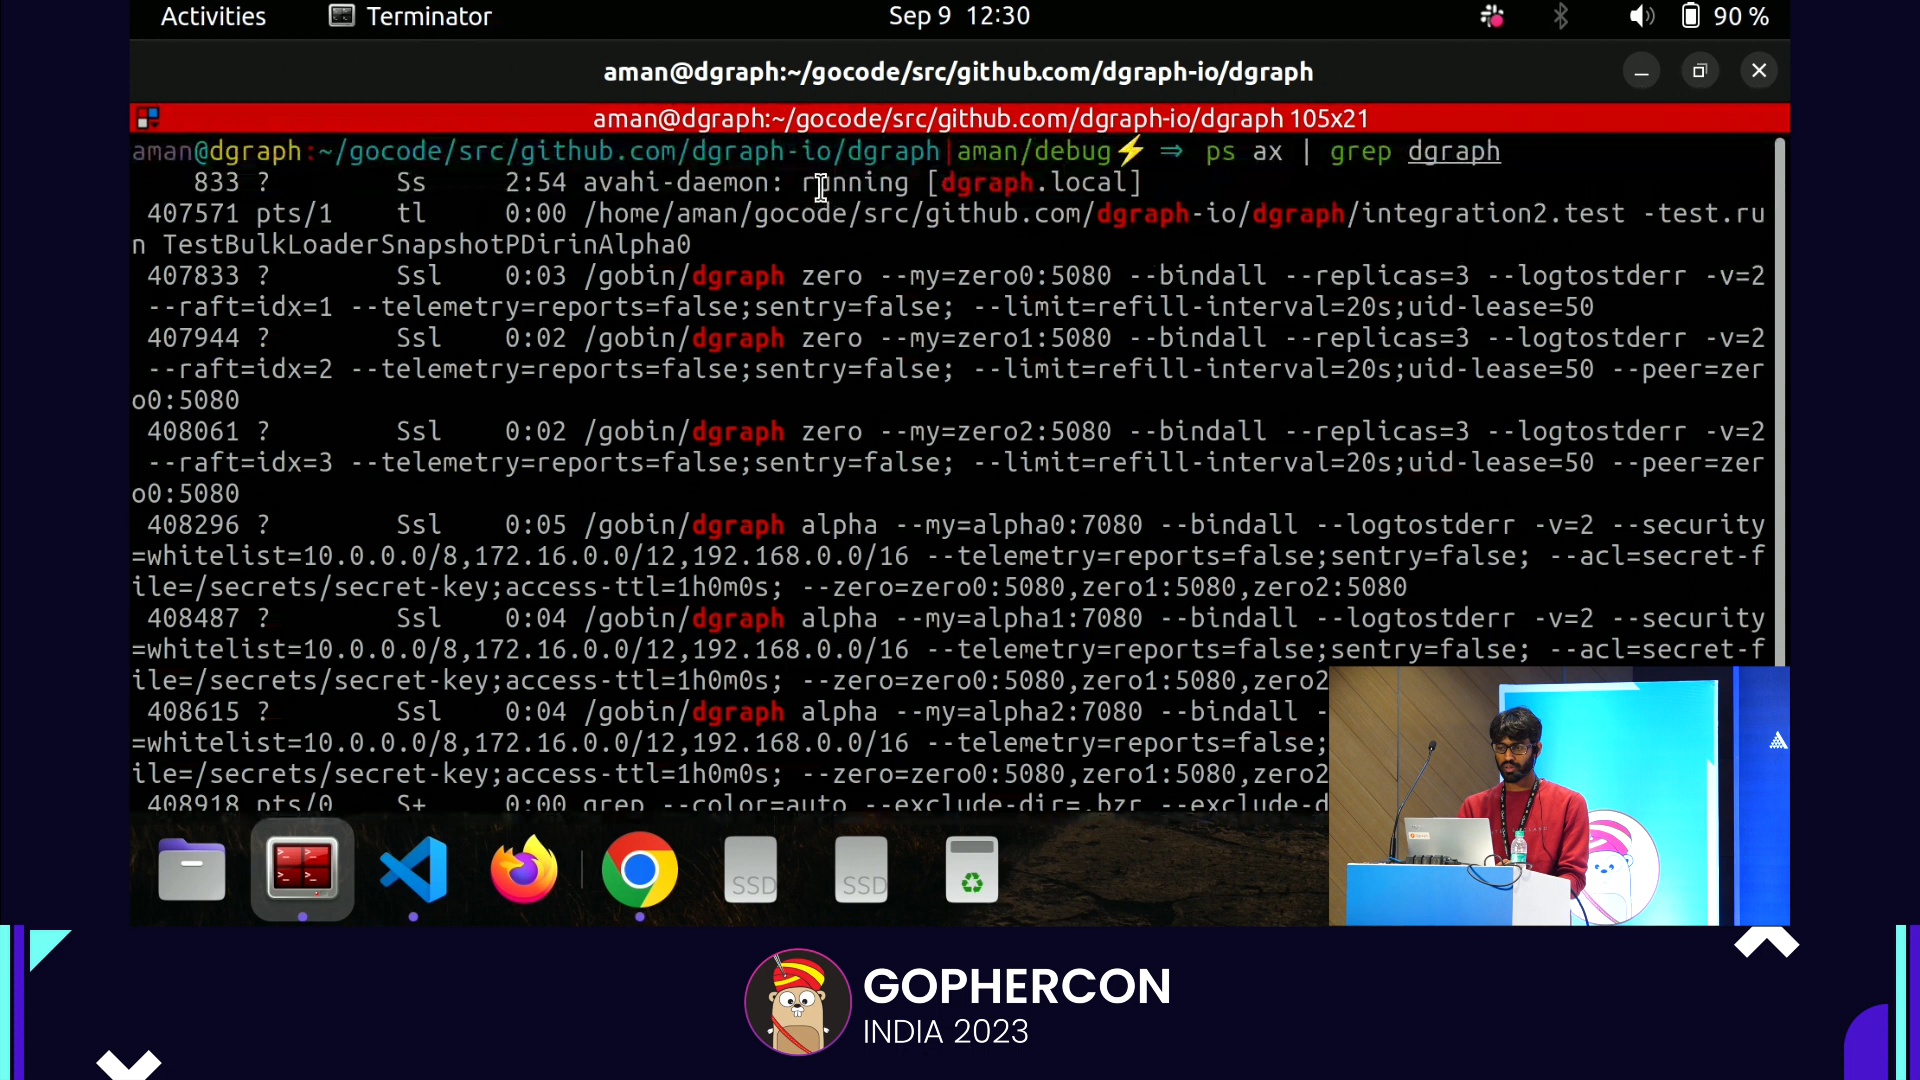 Activities Terminator Sep 9 12:30 90 %
aman@dgraph:~/gocode/src/github.com/dgraph-io/dgraph
aman@dgraph:~/gocode/src/github.com/dgraph-io/dgraph 105x21
aman@dgraph:~/gocode/src/github.com/dgraph-io/dgraph|aman/debug⚡ ⇒ ps ax | grep dgraph
833 ? Ss 2:54 avahi-daemon: running [dgraph.local]
407571 pts/1 tl 0:00 /home/aman/gocode/src/github.com/dgraph-io/dgraph/integration2.test -test.ru
n TestBulkLoaderSnapshotPDirinAlpha0
407833 ? Ssl 0:03 /gobin/dgraph zero --my=zero0:5080 --bindall --replicas=3 --logtostderr -v=2
--raft=idx=1 --telemetry=reports=false;sentry=false; --limit=refill-interval=20s;uid-lease=50
407944 ? Ssl 0:02 /gobin/dgraph zero --my=zero1:5080 --bindall --replicas=3 --logtostderr -v=2
--raft=idx=2 --telemetry=reports=false;sentry=false; --limit=refill-interval=20s;uid-lease=50 --peer=zer
o0:5080
408061 ? Ssl 0:02 /gobin/dgraph zero --my=zero2:5080 --bindall --replicas=3 --logtostderr -v=2
--raft=idx=3 --telemetry=reports=false;sentry=false; --limit=refill-interval=20s;uid-lease=50 --peer=zer
o0:5080
408296 ? Ssl 0:05 /gobin/dgraph alpha --my=alpha0:7080 --bindall --logtostderr -v=2 --security
=whitelist=10.0.0.0/8,172.16.0.0/12,192.168.0.0/16 --telemetry=reports=false;sentry=false; --acl=secret-f
ile=/secrets/secret-key;access-ttl=1h0m0s; --zero=zero0:5080,zero1:5080,zero2:5080
408487 ? Ssl 0:04 /gobin/dgraph alpha --my=alpha1:7080 --bindall --logtostderr -v=2 --security
=whitelist=10.0.0.0/8,172.16.0.0/12,192.168.0.0/16 --telemetry=reports=false;sentry=false; --acl=secret-f
ile=/secrets/secret-key;access-ttl=1h0m0s; --zero=zero0:5080,zero1:5080,zero2
408615 ? Ssl 0:04 /gobin/dgraph alpha --my=alpha2:7080 --bindall -
=whitelist=10.0.0.0/8,172.16.0.0/12,192.168.0.0/16 --telemetry=reports=false;
ile=/secrets/secret-key;access-ttl=1h0m0s; --zero=zero0:5080,zero1:5080,zero2
408918 pts/0 S+ 0:00 grep --color=auto --exclude-dir=.bzr --exclude-d
SSD SSD
GOPHERCON
INDIA 2023